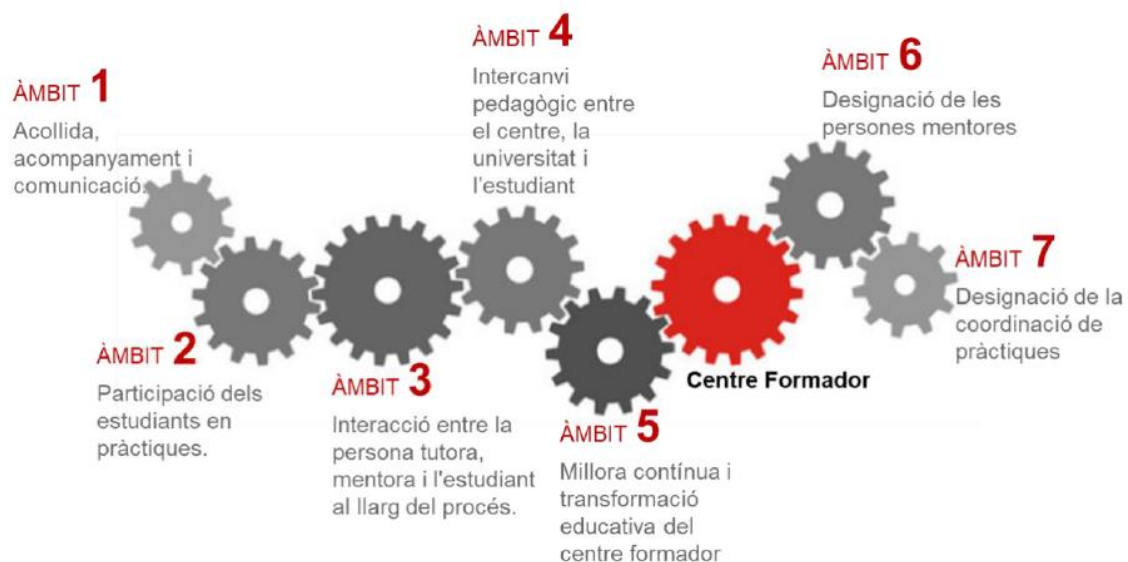 ÀMBIT 1
Acollida,
acompanyament i
comunicació.
ÀMBIT 2
Participació dels
estudiants en
pràctiques.
ÀMBIT 3
Interacció entre la
persona tutora,
mentora i l'estudiant
al llarg del procés.
ÀMBIT 4
Intercanvi
pedagògic entre
el centre, la
universitat i
l'estudiant
ÀMBIT 5
Millora contínua i
transformació
educativa del
centre formador
Centre Formador
ÀMBIT 6
Designació de les
persones mentores
ÀMBIT 7
Designació de la
coordinació de
pràctiques